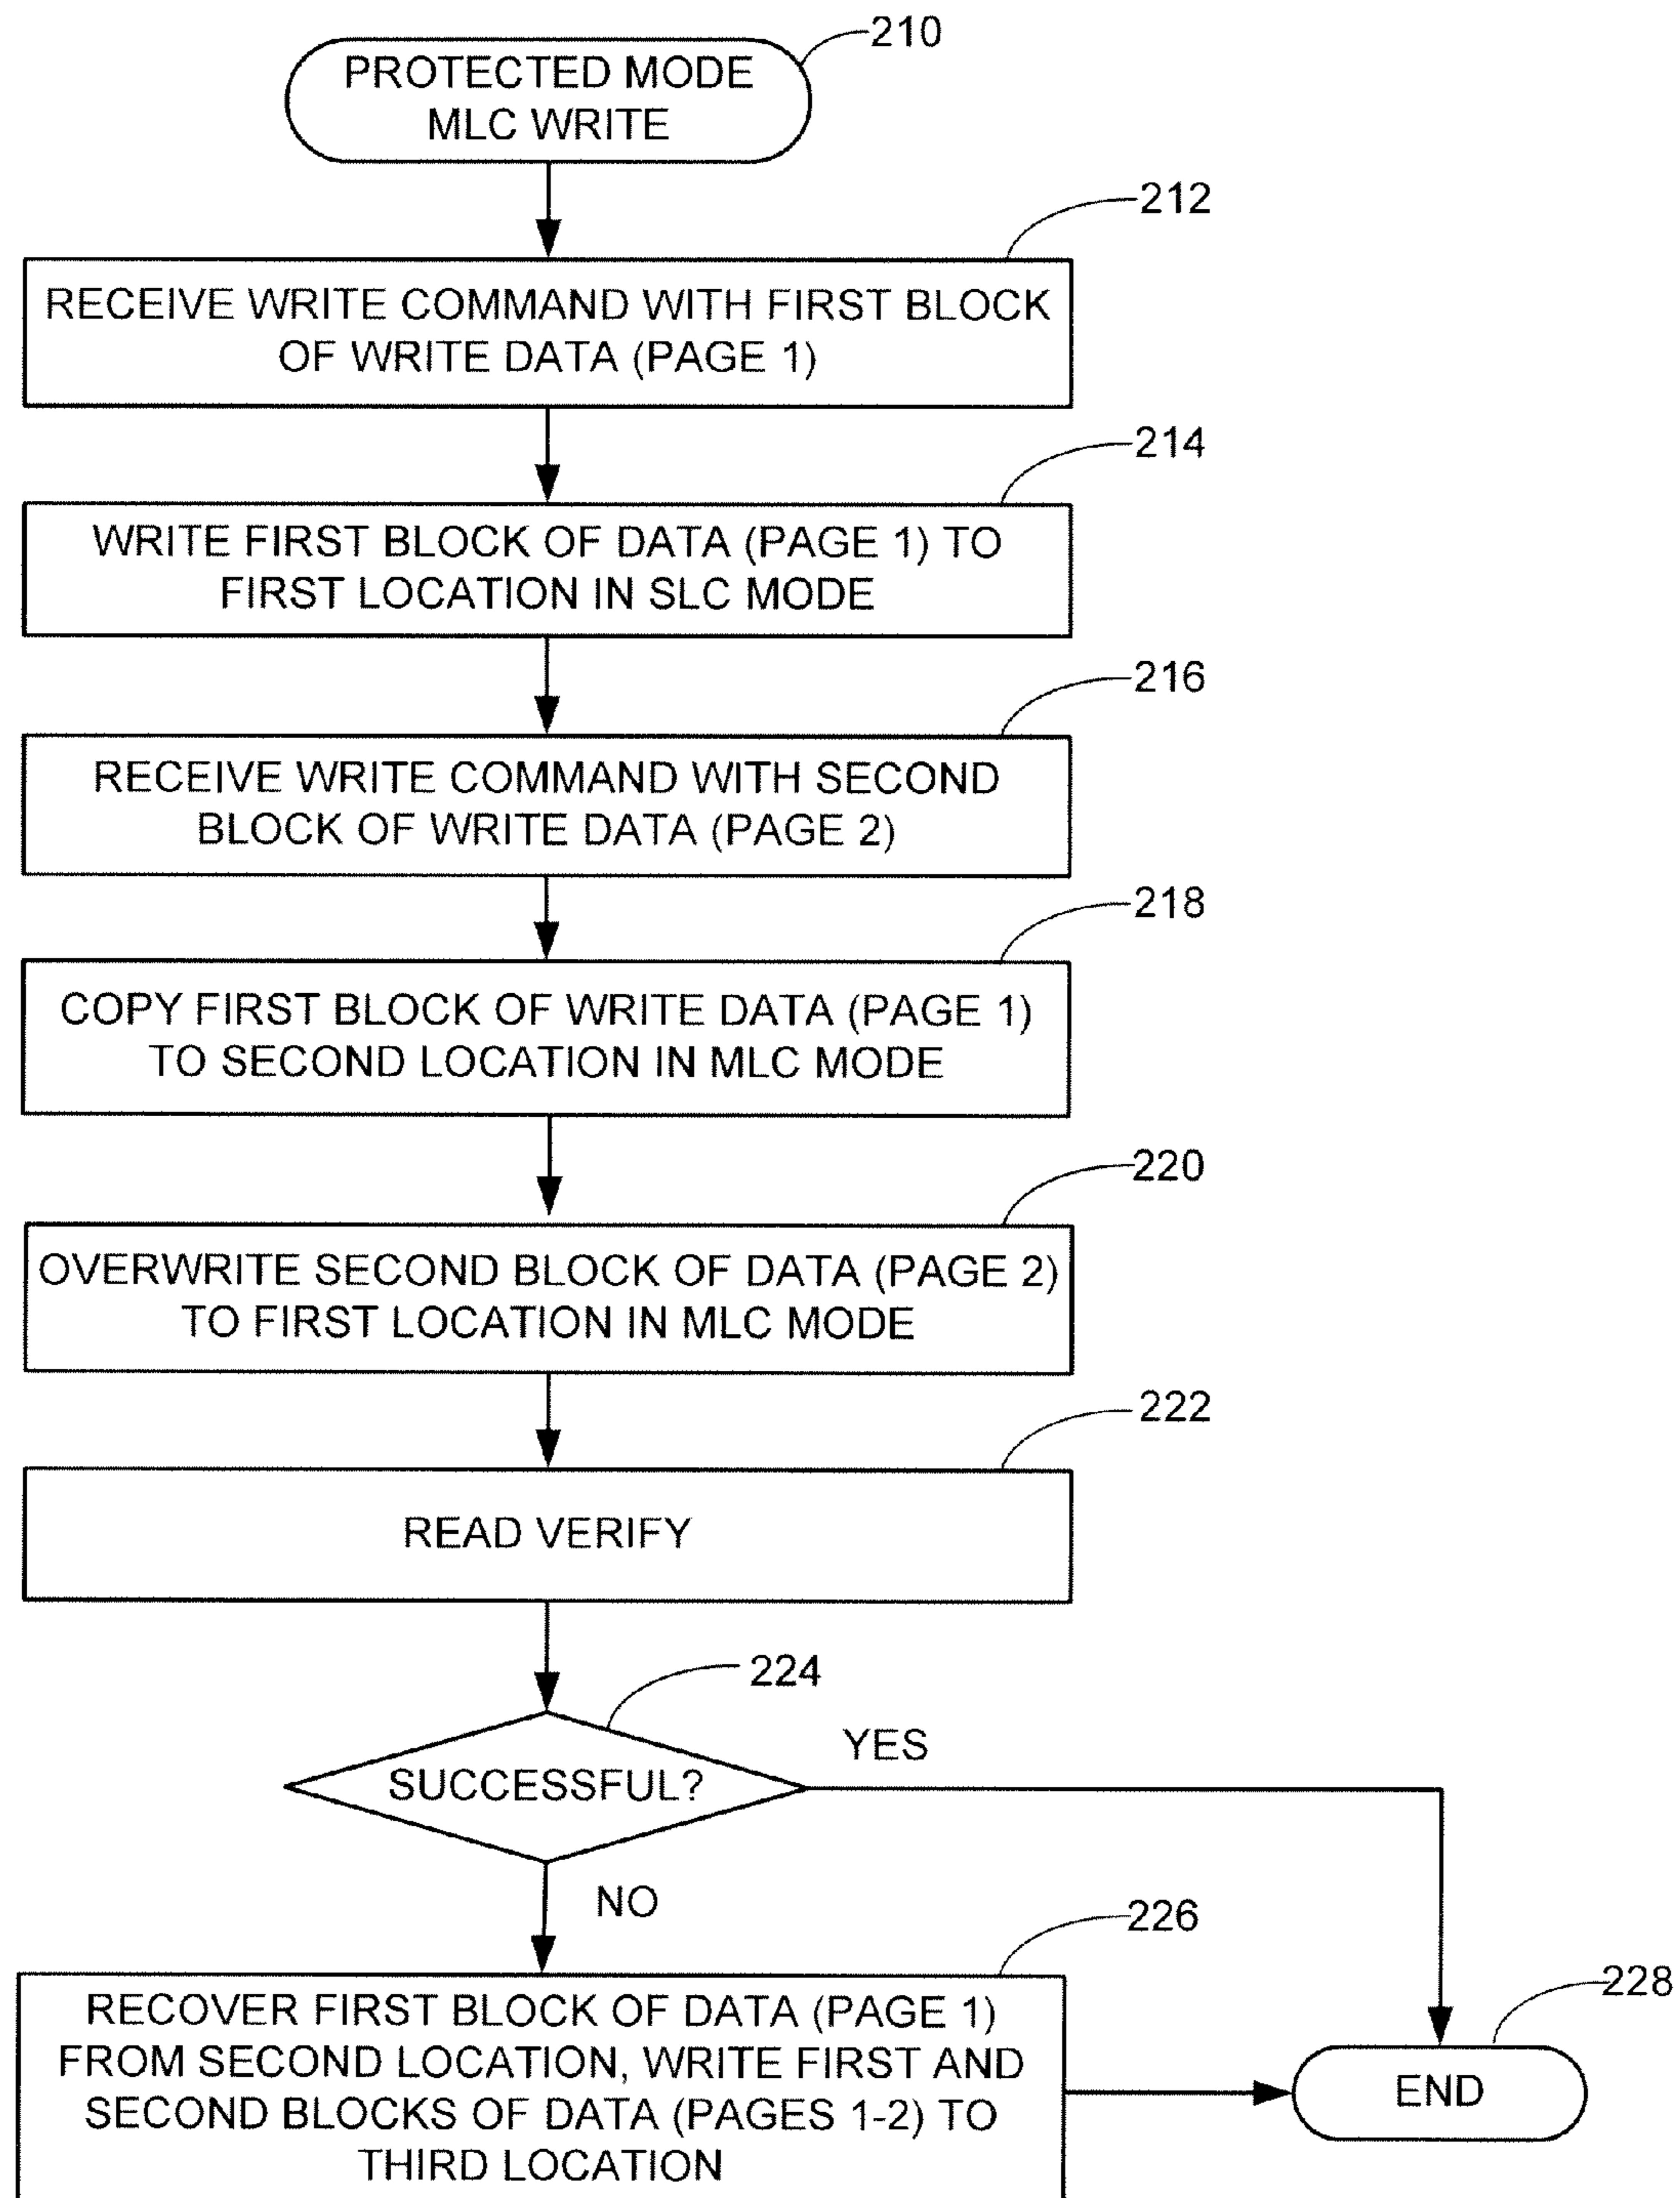 210
PROTECTED MODE
MLC WRITE
212
RECEIVE WRITE COMMAND WITH FIRST BLOCK
OF WRITE DATA (PAGE 1)
214
WRITE FIRST BLOCK OF DATA (PAGE 1) TO
FIRST LOCATION IN SLC MODE
216
RECEIVE WRITE COMMAND WITH SECOND
BLOCK OF WRITE DATA (PAGE 2)
218
COPY FIRST BLOCK OF WRITE DATA (PAGE 1)
TO SECOND LOCATION IN MLC MODE
220
OVERWRITE SECOND BLOCK OF DATA (PAGE 2)
TO FIRST LOCATION IN MLC MODE
222
READ VERIFY
224
SUCCESSFUL?
YES
NO
226
RECOVER FIRST BLOCK OF DATA (PAGE 1)
FROM SECOND LOCATION, WRITE FIRST AND
SECOND BLOCKS OF DATA (PAGES 1-2) TO
THIRD LOCATION
228
END